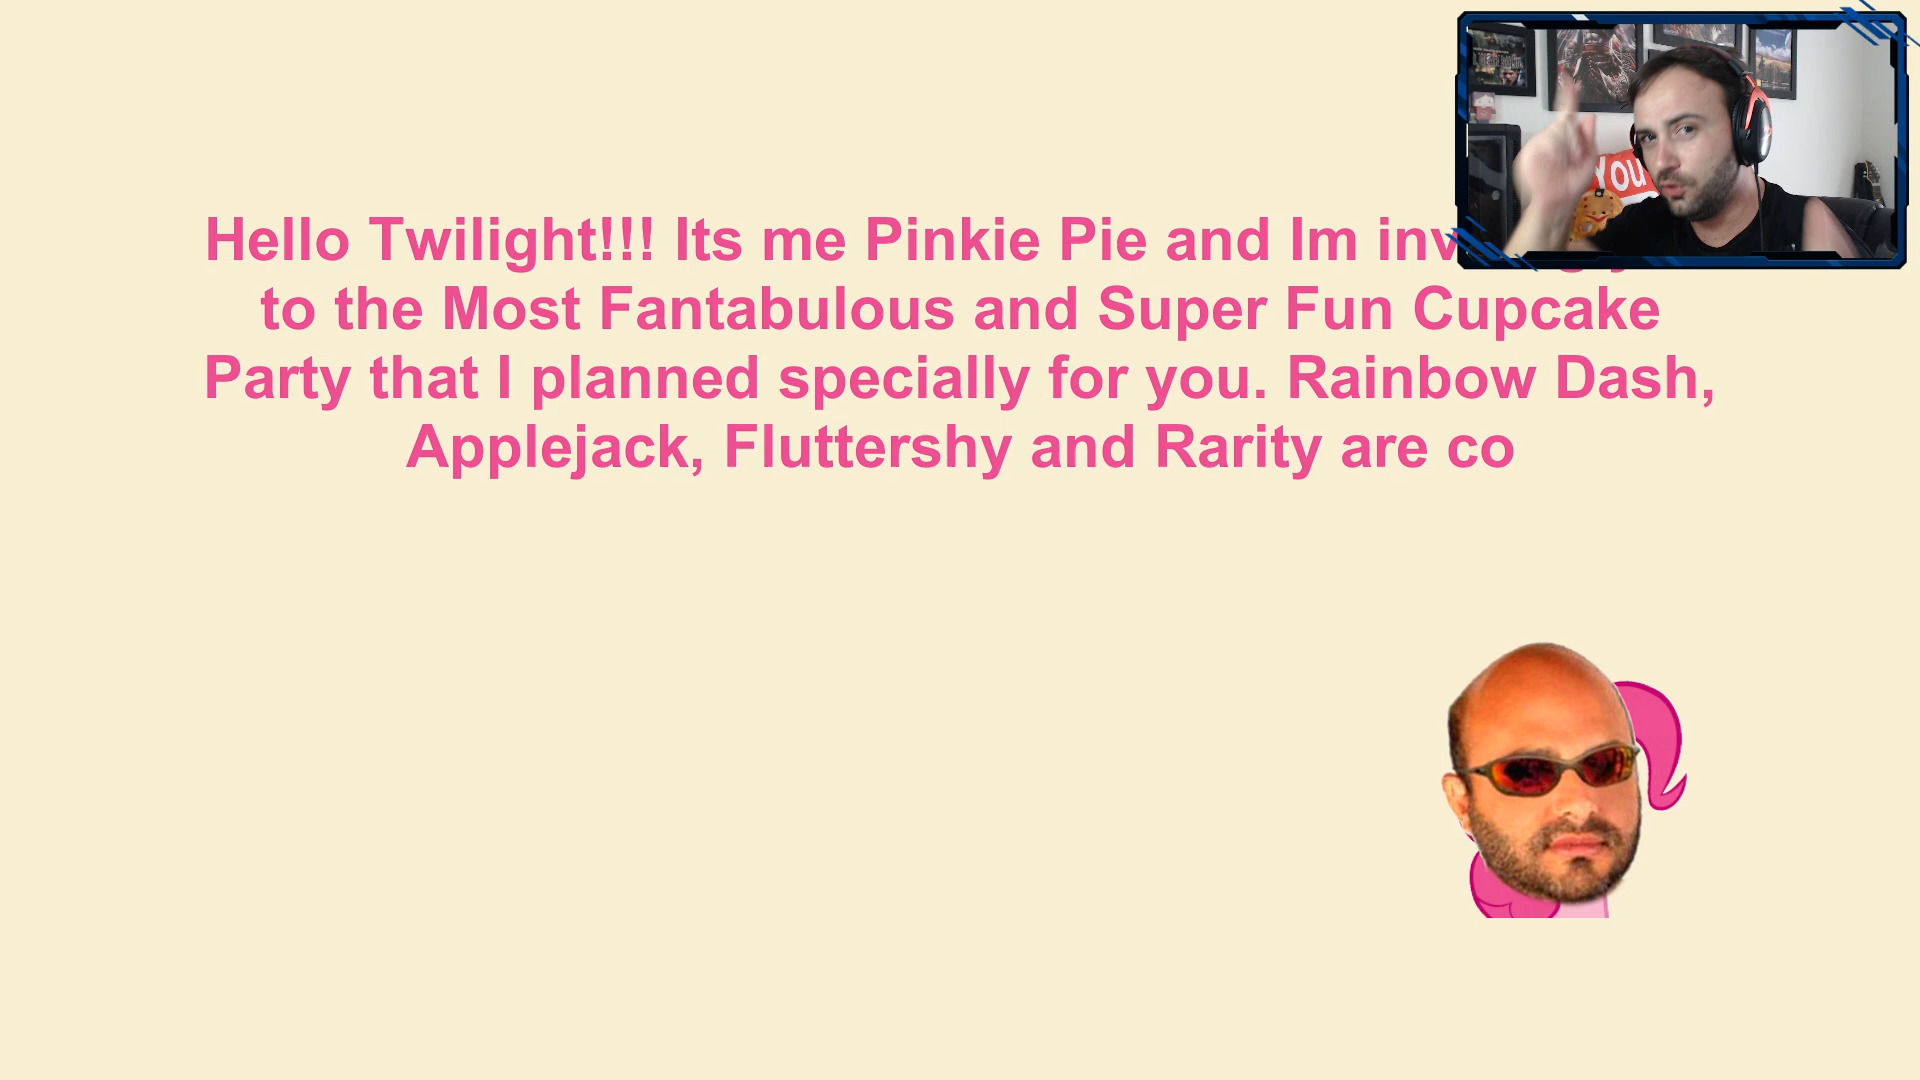 Hello Twilight!!! Its me Pinkie Pie and Im inv
to the Most Fantabulous and Super Fun Cupcake
Party that I planned specially for you. Rainbow Dash,
Applejack, Fluttershy and Rarity are co
You